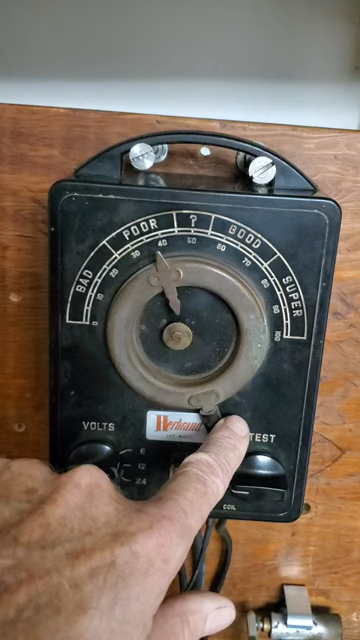 BAD POOR ? GOOD SUPER
0 10 20 30 40 50 60 70 80 90 100
Herbrand
VOLTS TEST
6
12
24
COIL